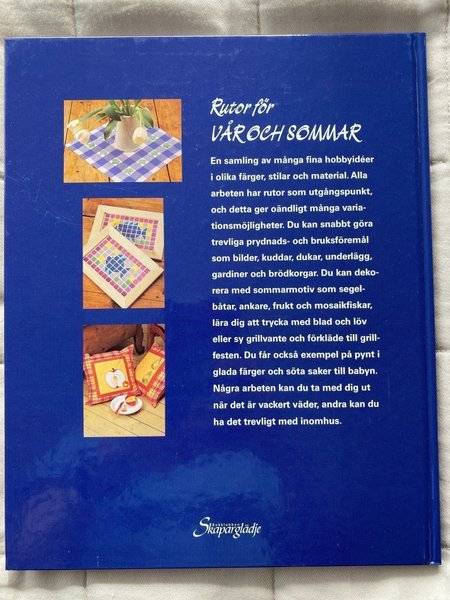 Rutor för
VÅR OCH SOMMAR
En samling av många fina hobbyidéer
i olika färger, stilar och material. Alla
arbeten har rutor som utgångspunkt,
och detta ger oändligt många varia-
tionsmöjligheter. Du kan snabbt göra
trevliga prydnads- och bruksföremål
som bilder, kuddar, dukar, underlägg,
gardiner och brödkorgar. Du kan deko-
rera med sommarmotiv som segel-
båtar, ankare, frukt och mosaikfiskar,
lära dig att trycka med blad och löv
eller sy grillvante och förkläde till grill-
festen. Du får också exempel på pynt i
glada färger och söta saker till babyn.
Några arbeten kan du ta med dig ut
när det är vackert väder, andra kan du
ha det trevligt med inomhus.
Bokklubben
Skaparglädje